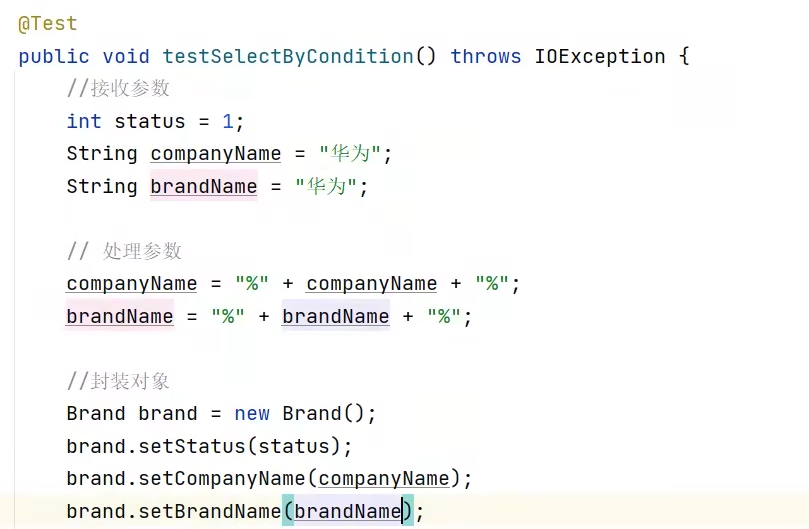 @Test
public void testSelectByCondition() throws IOException {
//接收参数
int status = 1;
String companyName = "华为";
String brandName = "华为";
// 处理参数
companyName = "%" + companyName + "%";
brandName = "%" + brandName + "%";
//封装对象
Brand brand = new Brand();
brand.setStatus(status);
brand.setCompanyName(companyName);
brand.setBrandName(brandName);